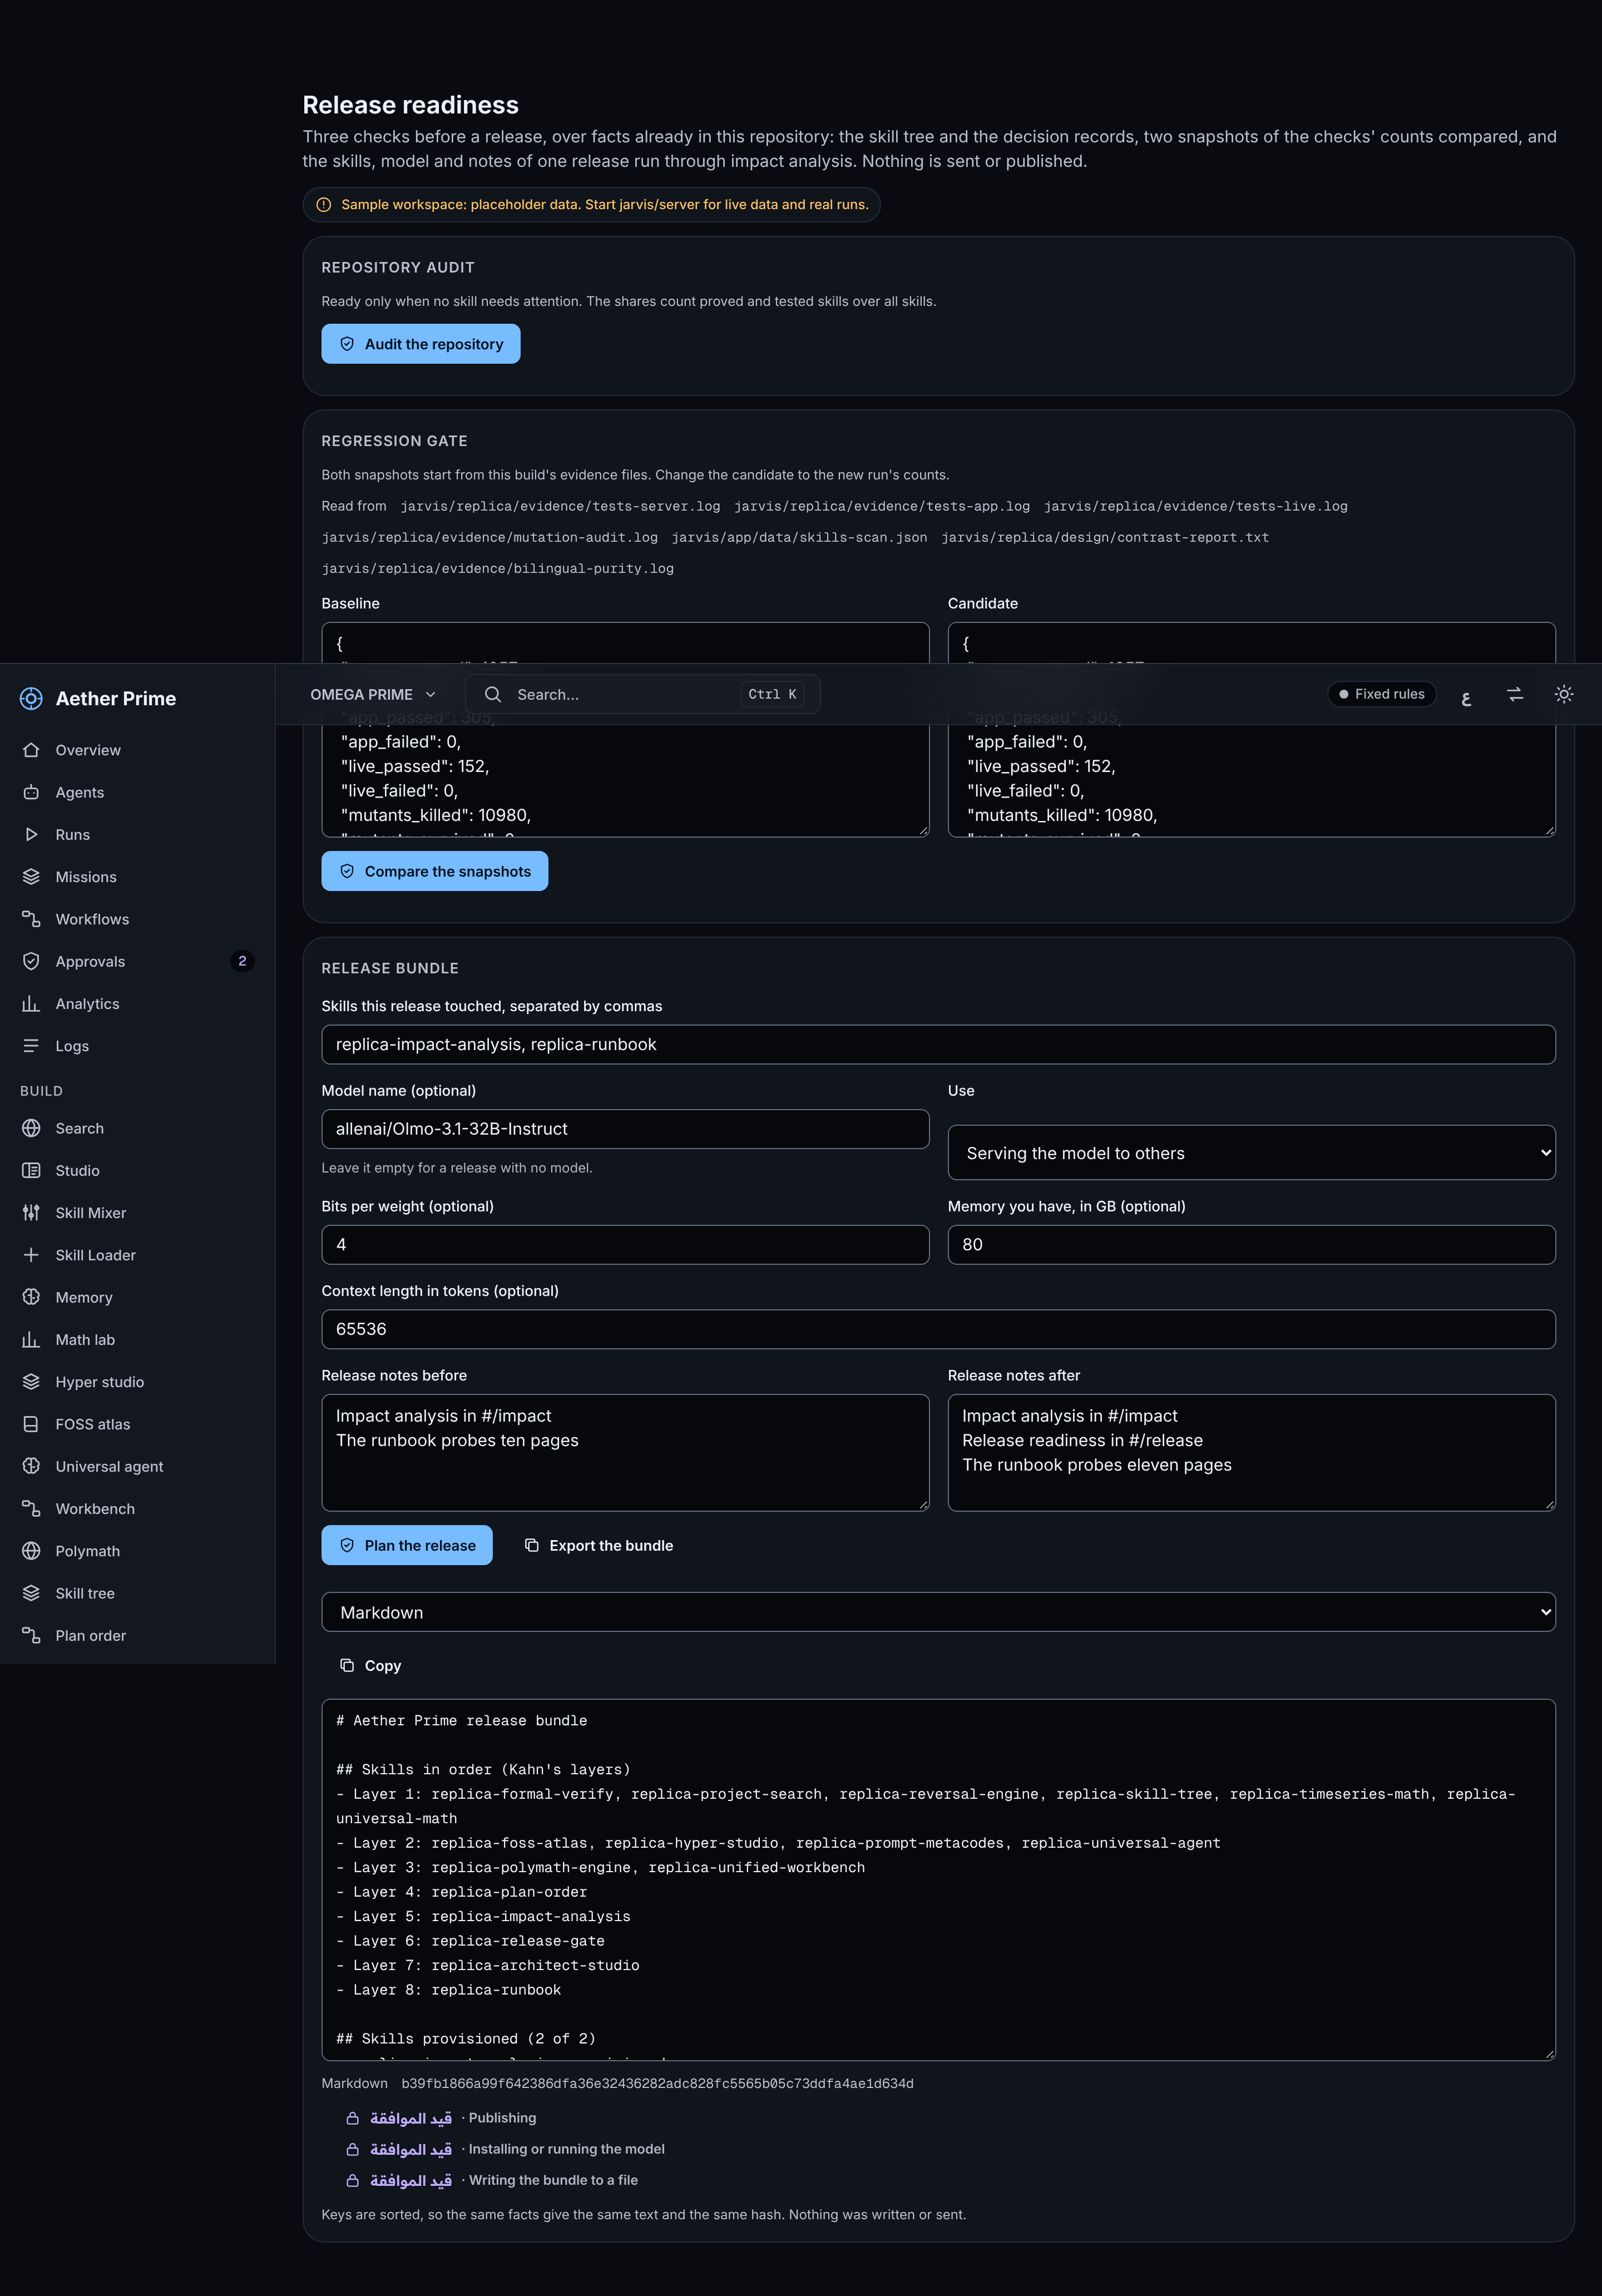 Release readiness
Three checks before a release, over facts already in this repository: the skill tree and the decision records, two snapshots of the checks' counts compared, and
the skills, model and notes of one release run through impact analysis. Nothing is sent or published.
Sample workspace: placeholder data. Start jarvis/server for live data and real runs.
REPOSITORY AUDIT
Ready only when no skill needs attention. The shares count proved and tested skills over all skills.
Audit the repository
REGRESSION GATE
Both snapshots start from this build's evidence files. Change the candidate to the new run's counts.
Read from jarvis/replica/evidence/tests-server.log jarvis/replica/evidence/tests-app.log jarvis/replica/evidence/tests-live.log
jarvis/replica/evidence/mutation-audit.log jarvis/app/data/skills-scan.json jarvis/replica/design/contrast-report.txt
jarvis/replica/evidence/bilingual-purity.log
Baseline
{
"app_passed": 305,
"app_failed": 0,
"live_passed": 152,
"live_failed": 0,
"mutants_killed": 10980,
Candidate
{
"app_passed": 305,
"app_failed": 0,
"live_passed": 152,
"live_failed": 0,
"mutants_killed": 10980,
Compare the snapshots
Aether Prime
OMEGA PRIME
Search...
Ctrl K
Fixed rules
ع
Overview
Agents
Runs
Missions
Workflows
Approvals 2
Analytics
Logs
BUILD
Search
Studio
Skill Mixer
Skill Loader
Memory
Math lab
Hyper studio
FOSS atlas
Universal agent
Workbench
Polymath
Skill tree
Plan order
RELEASE BUNDLE
Skills this release touched, separated by commas
replica-impact-analysis, replica-runbook
Model name (optional)
allenai/Olmo-3.1-32B-Instruct
Leave it empty for a release with no model.
Use
Serving the model to others
Bits per weight (optional)
4
Memory you have, in GB (optional)
80
Context length in tokens (optional)
65536
Release notes before
Impact analysis in #/impact
The runbook probes ten pages
Release notes after
Impact analysis in #/impact
Release readiness in #/release
The runbook probes eleven pages
Plan the release
Export the bundle
Markdown
Copy
# Aether Prime release bundle
## Skills in order (Kahn's layers)
- Layer 1: replica-formal-verify, replica-project-search, replica-reversal-engine, replica-skill-tree, replica-timeseries-math, replica-
universal-math
- Layer 2: replica-foss-atlas, replica-hyper-studio, replica-prompt-metacodes, replica-universal-agent
- Layer 3: replica-polymath-engine, replica-unified-workbench
- Layer 4: replica-plan-order
- Layer 5: replica-impact-analysis
- Layer 6: replica-release-gate
- Layer 7: replica-architect-studio
- Layer 8: replica-runbook
## Skills provisioned (2 of 2)
Markdown b39fb1866a99f642386dfa36e32436282adc828fc5565b05c73ddfa4ae1d634d
قيد الموافقة · Publishing
قيد الموافقة · Installing or running the model
قيد الموافقة · Writing the bundle to a file
Keys are sorted, so the same facts give the same text and the same hash. Nothing was written or sent.